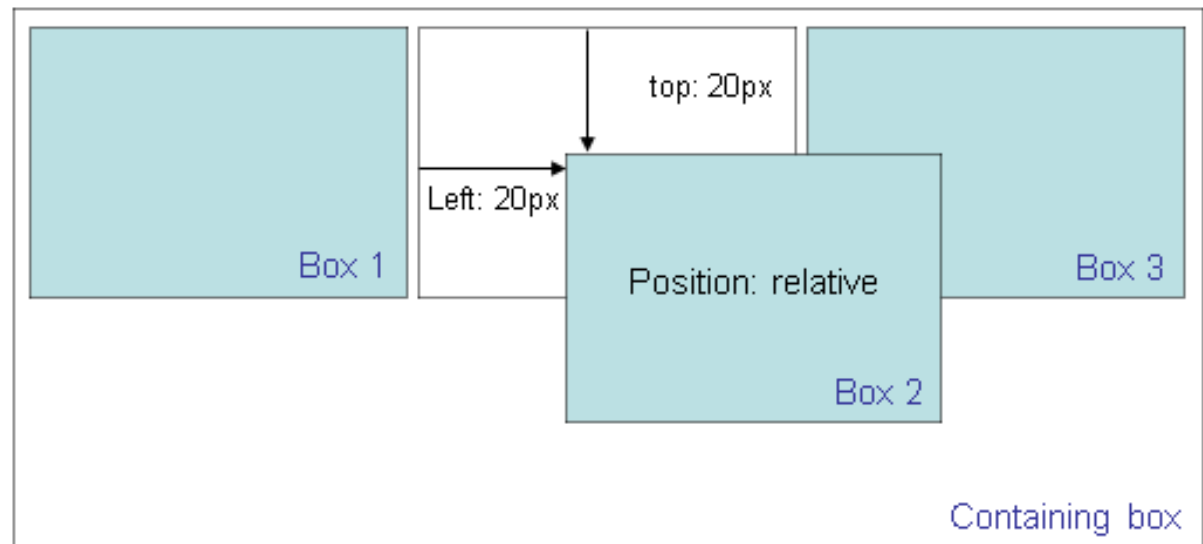 top: 20px
Left: 20px
Box 1
Position: relative
Box 3
Box 2
Containing box